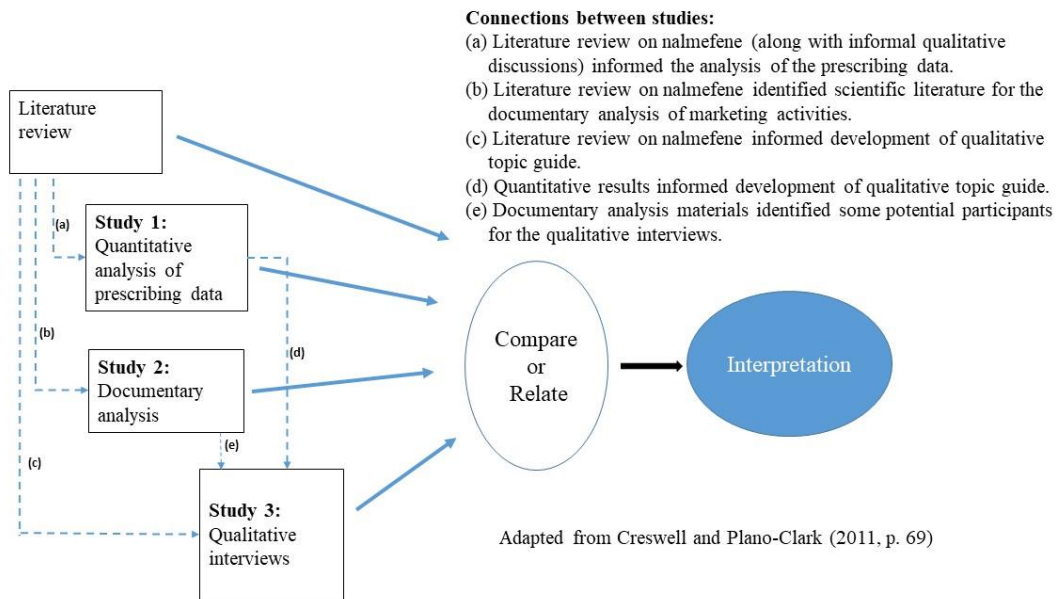 Connections between studies:
(a) Literature review on nalmefene (along with informal qualitative
discussions) informed the analysis of the prescribing data.
(b) Literature review on nalmefene identified scientific literature for the
documentary analysis of marketing activities.
(c) Literature review on nalmefene informed development of qualitative
topic guide.
(d) Quantitative results informed development of qualitative topic guide.
(e) Documentary analysis materials identified some potential participants
for the qualitative interviews.
Literature
review
(a)
Study 1:
Quantitative
analysis of
prescribing data
(b)
(d)
Study 2:
Documentary
analysis
(e)
(c)
Study 3:
Qualitative
interviews
Compare
or
Relate
Interpretation
Adapted from Creswell and Plano-Clark (2011, p. 69)